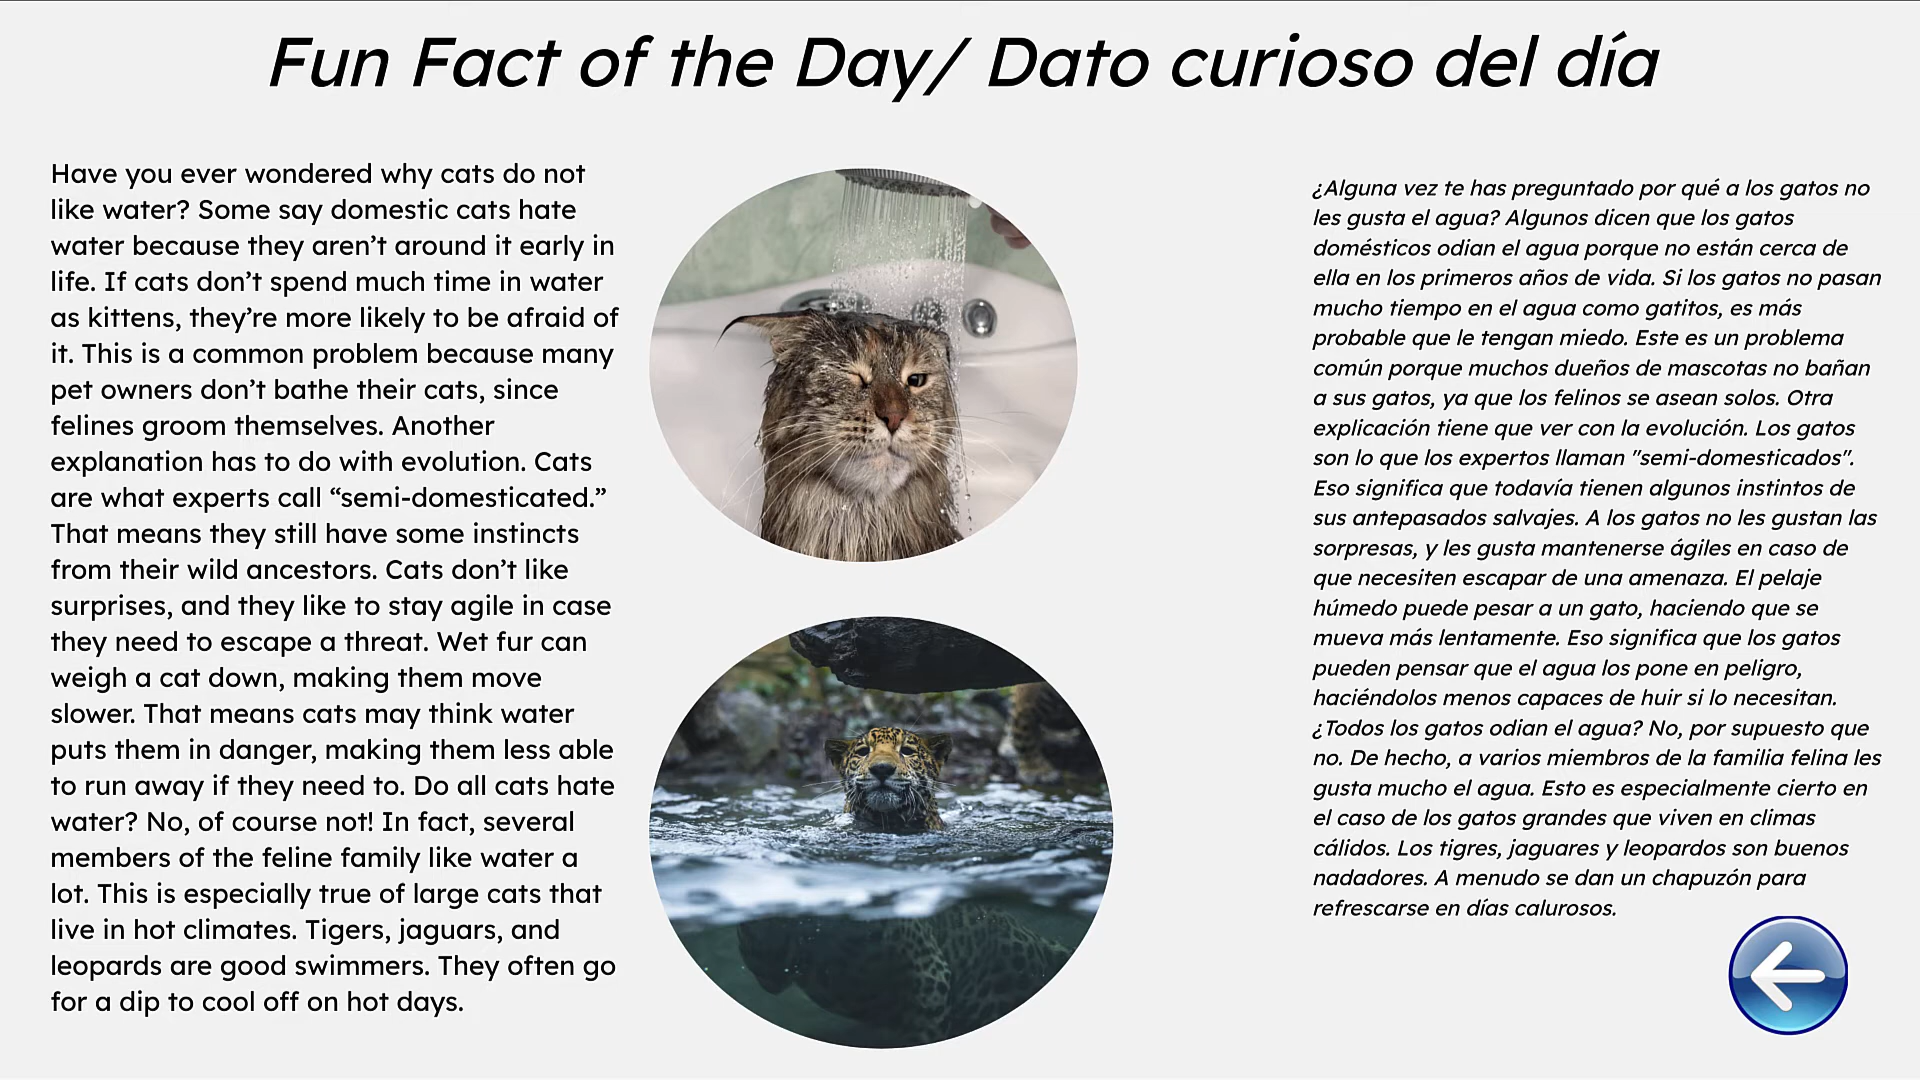 Fun Fact of the Day/ Dato curioso del día
Have you ever wondered why cats do not
like water? Some say domestic cats hate
water because they aren’t around it early in
life. If cats don’t spend much time in water
as kittens, they’re more likely to be afraid of
it. This is a common problem because many
pet owners don’t bathe their cats, since
felines groom themselves. Another
explanation has to do with evolution. Cats
are what experts call “semi-domesticated.”
That means they still have some instincts
from their wild ancestors. Cats don’t like
surprises, and they like to stay agile in case
they need to escape a threat. Wet fur can
weigh a cat down, making them move
slower. That means cats may think water
puts them in danger, making them less able
to run away if they need to. Do all cats hate
water? No, of course not! In fact, several
members of the feline family like water a
lot. This is especially true of large cats that
live in hot climates. Tigers, jaguars, and
leopards are good swimmers. They often go
for a dip to cool off on hot days.
¿Alguna vez te has preguntado por qué a los gatos no
les gusta el agua? Algunos dicen que los gatos
domésticos odian el agua porque no están cerca de
ella en los primeros años de vida. Si los gatos no pasan
mucho tiempo en el agua como gatitos, es más
probable que le tengan miedo. Este es un problema
común porque muchos dueños de mascotas no bañan
a sus gatos, ya que los felinos se asean solos. Otra
explicación tiene que ver con la evolución. Los gatos
son lo que los expertos llaman "semi-domesticados".
Eso significa que todavía tienen algunos instintos de
sus antepasados salvajes. A los gatos no les gustan las
sorpresas, y les gusta mantenerse ágiles en caso de
que necesiten escapar de una amenaza. El pelaje
húmedo puede pesar a un gato, haciendo que se
mueva más lentamente. Eso significa que los gatos
pueden pensar que el agua los pone en peligro,
haciéndolos menos capaces de huir si lo necesitan.
¿Todos los gatos odian el agua? No, por supuesto que
no. De hecho, a varios miembros de la familia felina les
gusta mucho el agua. Esto es especialmente cierto en
el caso de los gatos grandes que viven en climas
cálidos. Los tigres, jaguares y leopardos son buenos
nadadores. A menudo se dan un chapuzón para
refrescarse en días calurosos.